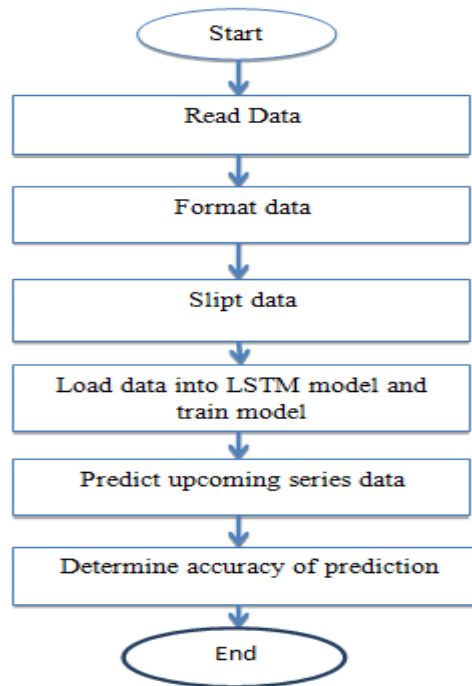 Start
Read Data
Format data
Slipt data
Load data into LSTM model and
train model
Predict upcoming series data
Determine accuracy of prediction
End